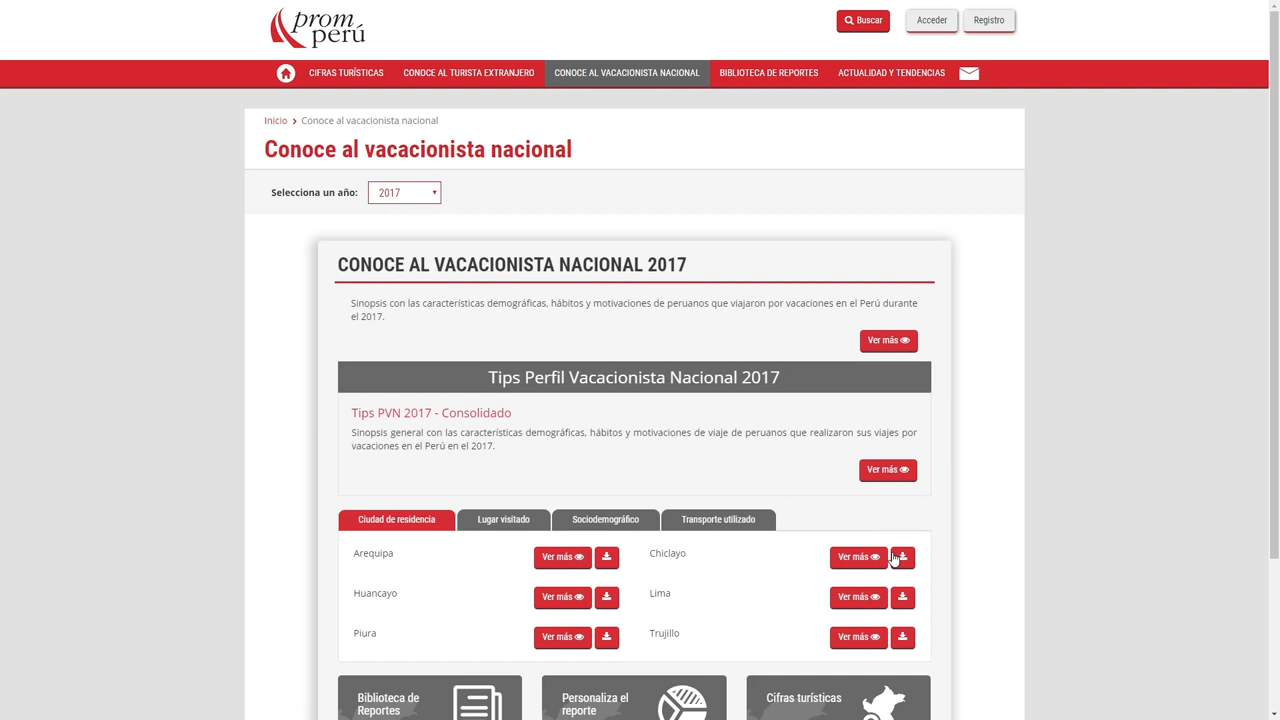 prom
perú
Buscar
Acceder
Registro
CIFRAS TURÍSTICAS
CONOCE AL TURISTA EXTRANJERO
CONOCE AL VACACIONISTA NACIONAL
BIBLIOTECA DE REPORTES
ACTUALIDAD Y TENDENCIAS
Inicio > Conoce al vacacionista nacional
Conoce al vacacionista nacional
Selecciona un año: 2017
CONOCE AL VACACIONISTA NACIONAL 2017
Sinopsis con las características demográficas, hábitos y motivaciones de peruanos que viajaron por vacaciones en el Perú durante
el 2017.
Ver más
Tips Perfil Vacacionista Nacional 2017
Tips PVN 2017 - Consolidado
Sinopsis general con las características demográficas, hábitos y motivaciones de viaje de peruanos que realizaron sus viajes por
vacaciones en el Perú en el 2017.
Ver más
Ciudad de residencia
Lugar visitado
Sociodemográfico
Transporte utilizado
Arequipa Ver más
Chiclayo Ver más
Huancayo Ver más
Lima Ver más
Piura Ver más
Trujillo Ver más
Biblioteca de
Reportes
Personaliza el
reporte
Cifras turísticas